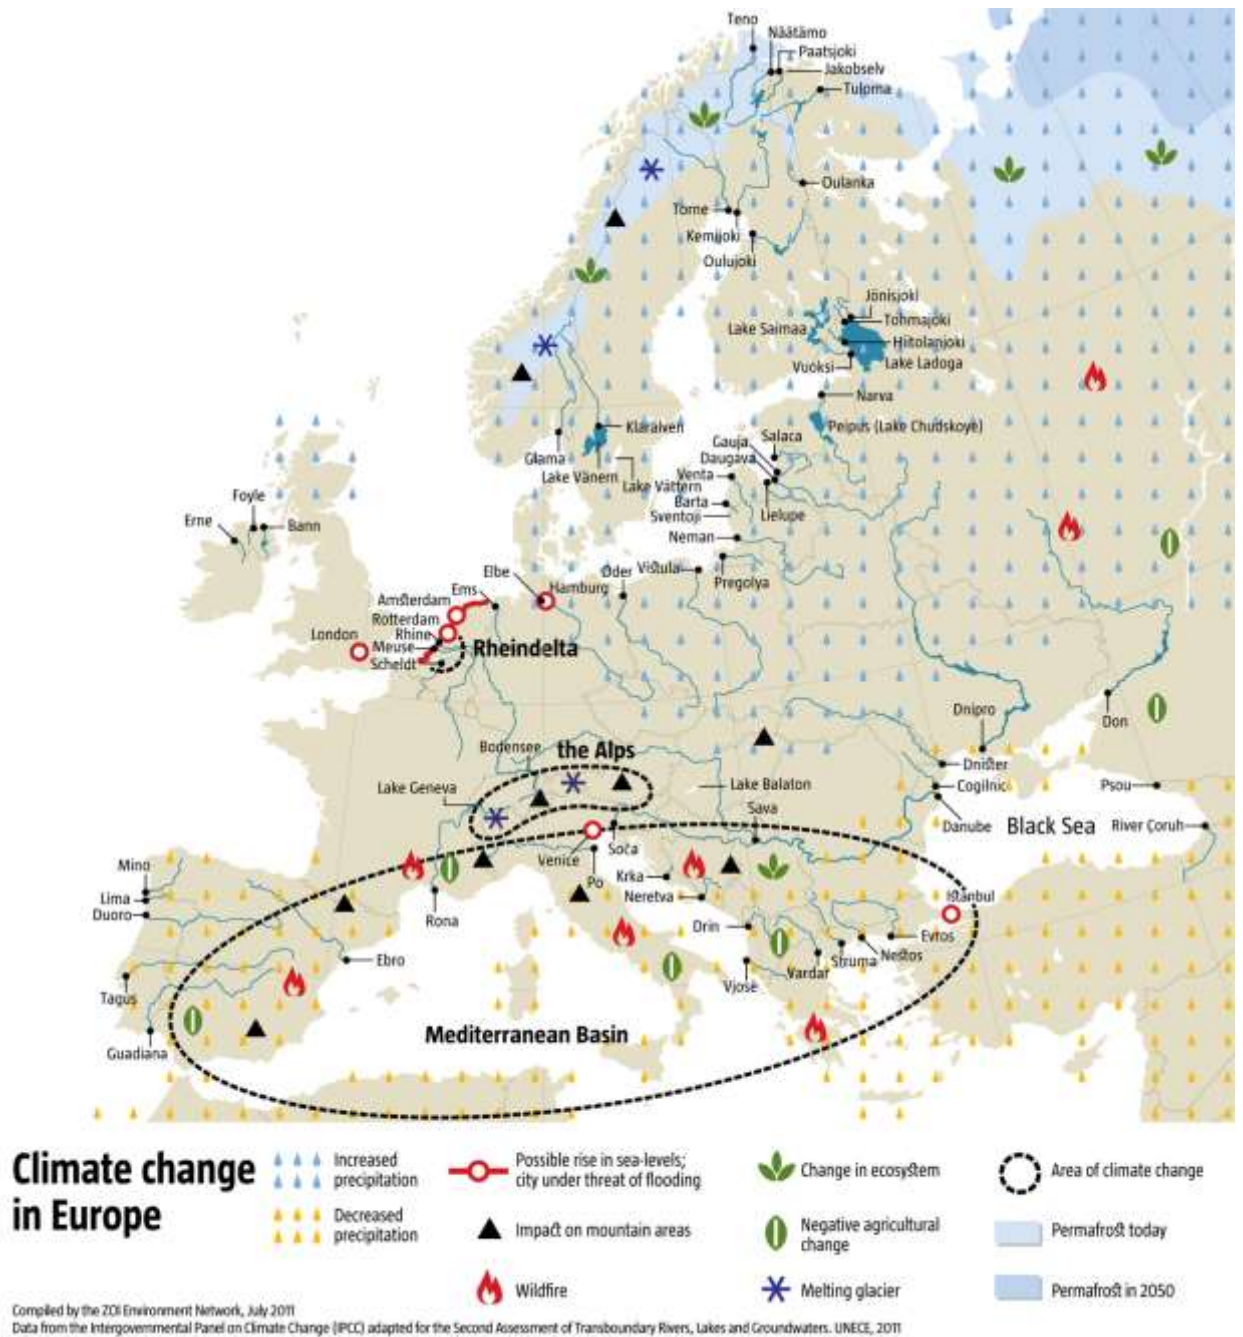 Teno
Näätämo
Paatsjoki
Jakobselv
Tuloma
Oulanka
Torne
Kemijoki
Oulujoki
Jönisjoki
Tohmajoki
Lake Saimaa
Hiitolanjoki
Vuoksi
Lake Ladoga
Narva
Peipus (Lake Chudskoye)
Klaralven
Glama
Lake Vänern
Lake Vättern
Salaca
Gauja
Daugava
Venta
Barta
Sventoji
Lielupe
Neman
Foyle
Erne
Bann
Elbe
Hamburg
Ems
Oder
Vistula
Pregolya
Amsterdam
Rotterdam
London
Rhine
Meuse
Scheldt
Rheindelta
Dnipro
Don
Bodensee
the Alps
Dnister
Lake Geneva
Lake Balaton
Cogilnic
Psou
Sava
Danube
Black Sea
River Çoruh
Venice
Soča
Mino
Lima
Duoro
Krka
Po
Neretva
Istanbul
Rona
Drin
Evros
Ebro
Nestos
Struma
Vardar
Vjosë
Tagus
Guadiana
Mediterranean Basin
Climate change
in Europe
Increased
precipitation
Decreased
precipitation
Possible rise in sea-levels;
city under threat of flooding
Impact on mountain areas
Wildfire
Change in ecosystem
Negative agricultural
change
Melting glacier
Area of climate change
Permafrost today
Permafrost in 2050
Compiled by the ZOI Environment Network, July 2011
Data from the Intergovernmental Panel on Climate Change (IPCC) adapted for the Second Assessment of Transboundary Rivers, Lakes and Groundwaters. UNECE, 2011